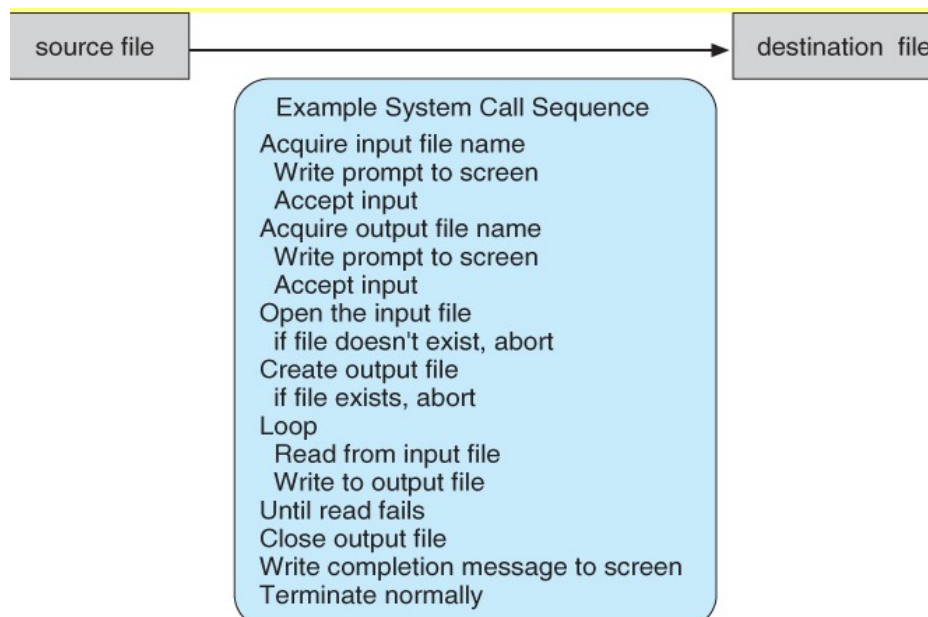 source file
destination file
Example System Call Sequence
Acquire input file name
Write prompt to screen
Accept input
Acquire output file name
Write prompt to screen
Accept input
Open the input file
if file doesn't exist, abort
Create output file
if file exists, abort
Loop
Read from input file
Write to output file
Until read fails
Close output file
Write completion message to screen
Terminate normally